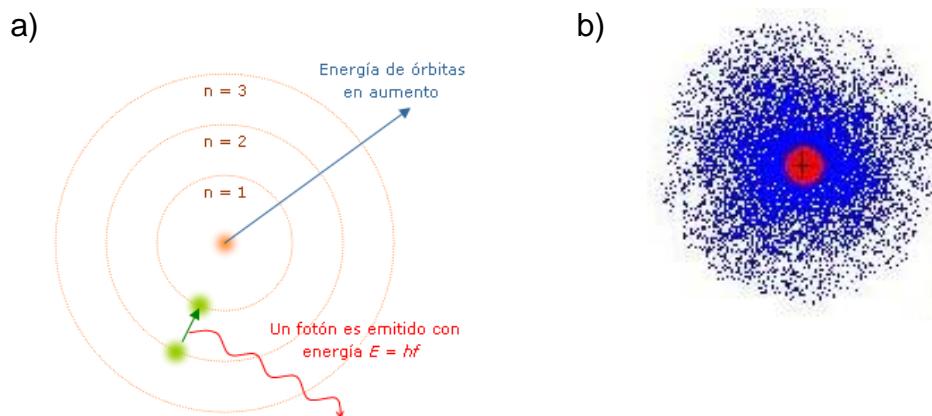 a)
b)
Energía de órbitas
en aumento
n = 3
n = 2
n = 1
Un fotón es emitido con
energía E = hf